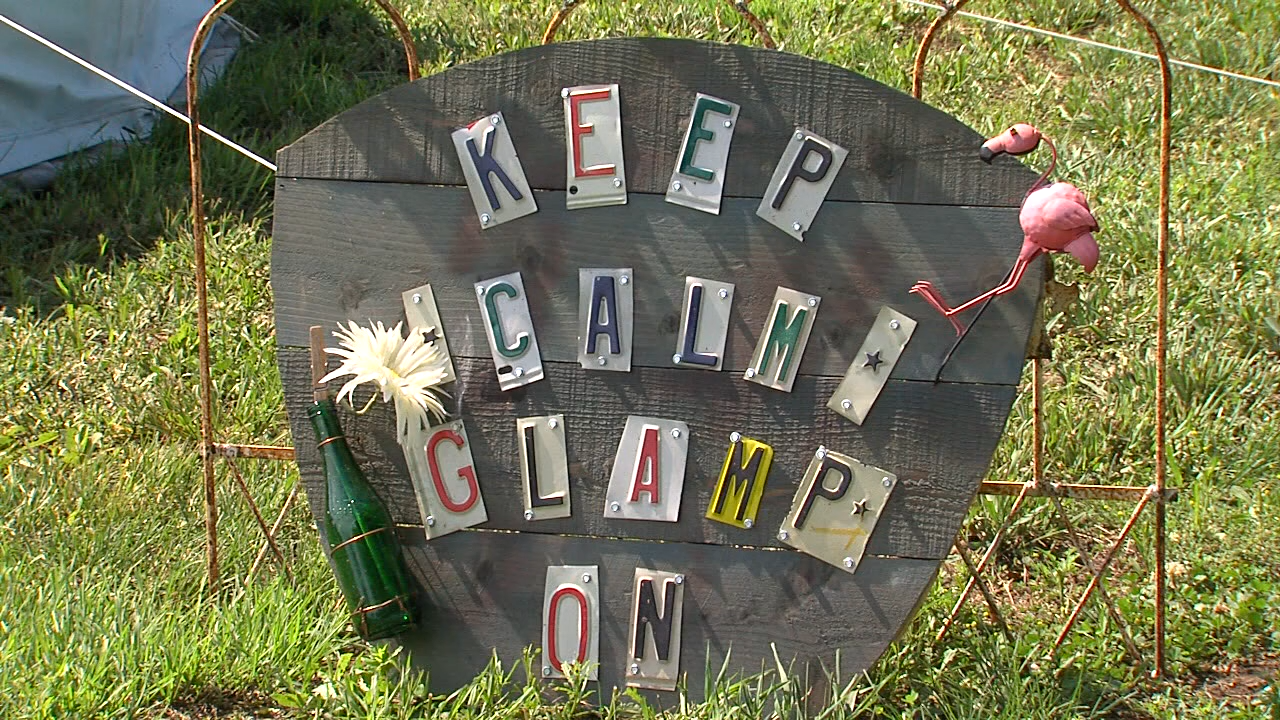 KEEP
★ CALM ★
GLAMP★
ON